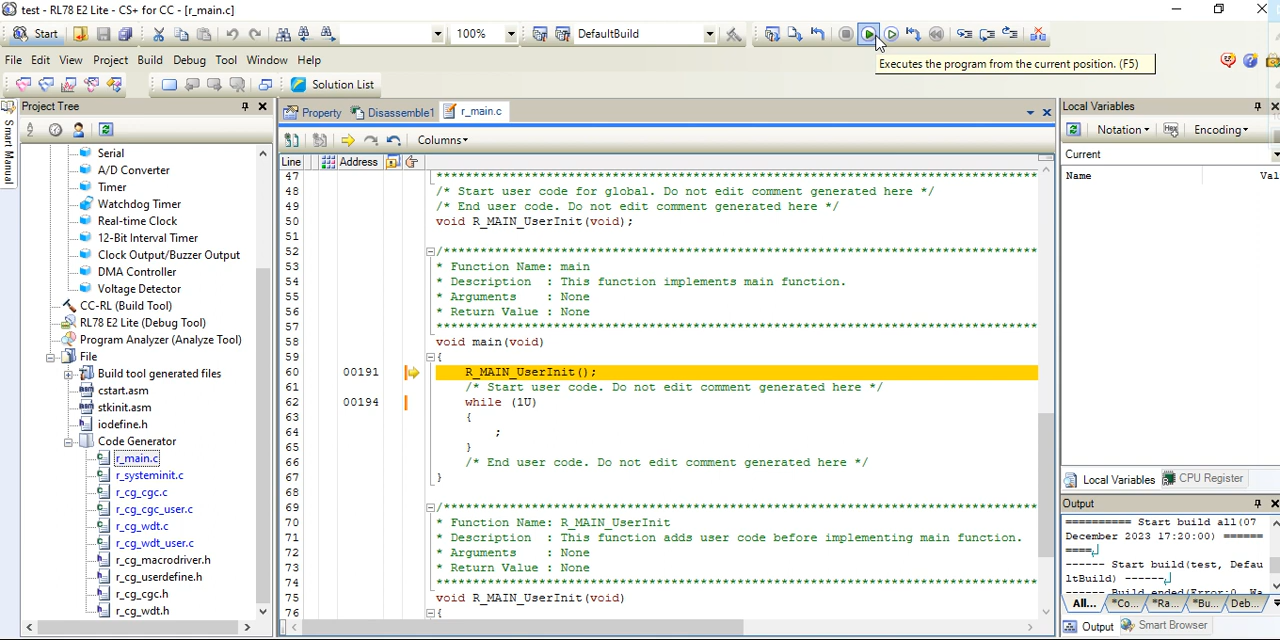 test - RL78 E2 Lite - CS+ for CC - [r_main.c]
Start
100%
DefaultBuild
File Edit View Project Build Debug Tool Window Help
Executes the program from the current position. (F5)
Solution List
Smart Manual
Project Tree
Serial
A/D Converter
Timer
Watchdog Timer
Real-time Clock
12-Bit Interval Timer
Clock Output/Buzzer Output
DMA Controller
Voltage Detector
CC-RL (Build Tool)
RL78 E2 Lite (Debug Tool)
Program Analyzer (Analyze Tool)
File
Build tool generated files
cstart.asm
stkinit.asm
iodefine.h
Code Generator
r_main.c
r_systeminit.c
r_cg_cgc.c
r_cg_cgc_user.c
r_cg_wdt.c
r_cg_wdt_user.c
r_cg_macrodriver.h
r_cg_userdefine.h
r_cg_cgc.h
r_cg_wdt.h
Property Disassemble1 r_main.c
Columns
Line Address
47
48 /* Start user code for global. Do not edit comment generated here */
49 /* End user code. Do not edit comment generated here */
50 void R_MAIN_UserInit(void);
51
52
53 * Function Name: main
54 * Description : This function implements main function.
55 * Arguments : None
56 * Return Value : None
57
58 void main(void)
59 {
60 00191 R_MAIN_UserInit();
61 /* Start user code. Do not edit comment generated here */
62 00194 while (1U)
63 {
64 ;
65 }
66 /* End user code. Do not edit comment generated here */
67 }
68
69
70 * Function Name: R_MAIN_UserInit
71 * Description : This function adds user code before implementing main function.
72 * Arguments : None
73 * Return Value : None
74
75 void R_MAIN_UserInit(void)
76 {
Local Variables
Notation Hex Encoding
Current
Name Val
Local Variables CPU Register
Output
========== Start build all(07
December 2023 17:20:00) ======
====
------ Start build(test, Defau
ltBuild) ------
------ Build ended(Error:0, Wa
All... *Co... *Ra... *Bu... Deb...
Output Smart Browser